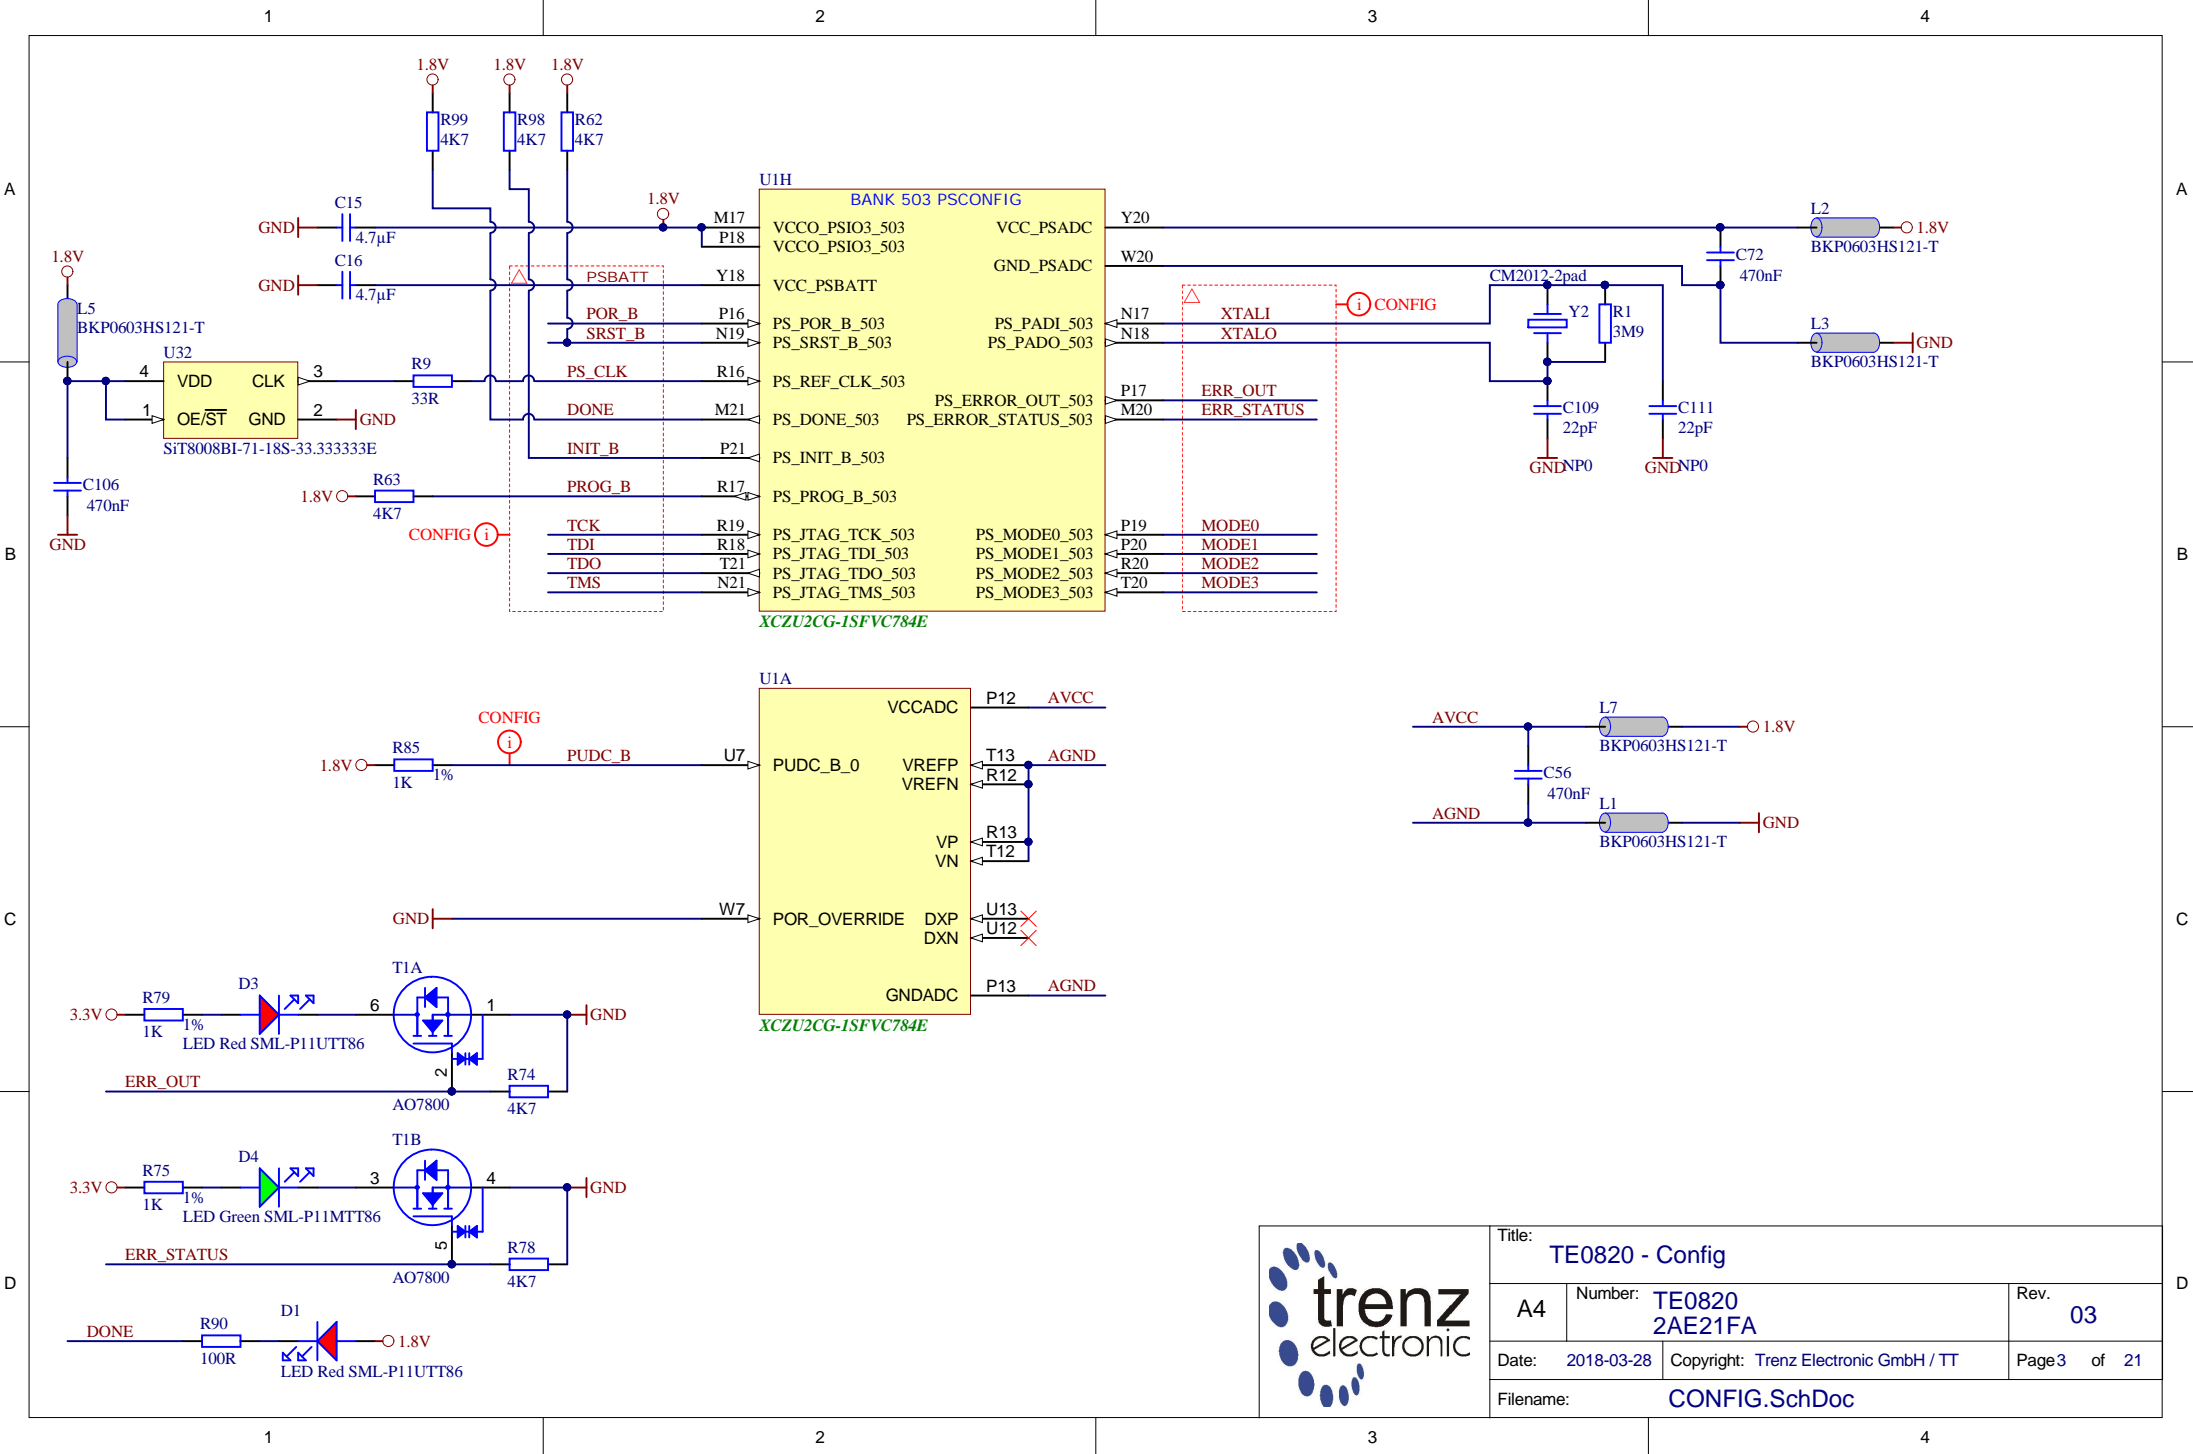 1 2 3 4
A A
B B
C C
D D
1.8V 1.8V 1.8V
R99 4K7
R98 4K7
R62 4K7
C15
GND 4.7µF
C16
GND 4.7µF
1.8V
1.8V
L5
BKP0603HS121-T
U32
4 VDD CLK 3
1 OE/ST GND 2 GND
SiT8008BI-71-18S-33.333333E
C106
470nF
GND
R9
33R
1.8V R63
4K7
CONFIG i
PSBATT
POR_B
SRST_B
PS_CLK
DONE
INIT_B
PROG_B
TCK
TDI
TDO
TMS
U1H
BANK 503 PSCONFIG
M17 VCCO_PSIO3_503 VCC_PSADC Y20
P18 VCCO_PSIO3_503
GND_PSADC W20
Y18 VCC_PSBATT
P16 PS_POR_B_503 PS_PADI_503 N17 XTALI
N19 PS_SRST_B_503 PS_PADO_503 N18 XTALO
R16 PS_REF_CLK_503
PS_ERROR_OUT_503 P17 ERR_OUT
M21 PS_DONE_503 PS_ERROR_STATUS_503 M20 ERR_STATUS
P21 PS_INIT_B_503
R17 PS_PROG_B_503
R19 PS_JTAG_TCK_503 PS_MODE0_503 P19 MODE0
R18 PS_JTAG_TDI_503 PS_MODE1_503 P20 MODE1
T21 PS_JTAG_TDO_503 PS_MODE2_503 R20 MODE2
N21 PS_JTAG_TMS_503 PS_MODE3_503 T20 MODE3
XCZU2CG-1SFVC784E
i CONFIG
CM2012-2pad
Y2
R1
3M9
C109
22pF
GND NP0
C111
22pF
GND NP0
L2
1.8V
BKP0603HS121-T
C72
470nF
L3
GND
BKP0603HS121-T
U1A
VCCADC P12 AVCC
CONFIG
i
1.8V R85
1K 1%
PUDC_B
U7 PUDC_B_0 VREFP T13 AGND
VREFN R12
VP R13
VN T12
GND W7 POR_OVERRIDE DXP U13
DXN U12
GNDADC P13 AGND
XCZU2CG-1SFVC784E
AVCC L7
1.8V
BKP0603HS121-T
C56
470nF
AGND L1
GND
BKP0603HS121-T
3.3V R79
1K 1%
D3
LED Red SML-P11UTT86
T1A
6 1 GND
2
AO7800
ERR_OUT
R74
4K7
3.3V R75
1K 1%
D4
LED Green SML-P11MTT86
T1B
3 4 GND
5
AO7800
ERR_STATUS
R78
4K7
DONE R90
100R
D1
1.8V
LED Red SML-P11UTT86
trenz
electronic
Title:
TE0820 - Config
A4 Number: TE0820
2AE21FA
Rev.
03
Date: 2018-03-28 Copyright: Trenz Electronic GmbH / TT Page3 of 21
Filename: CONFIG.SchDoc
1 2 3 4